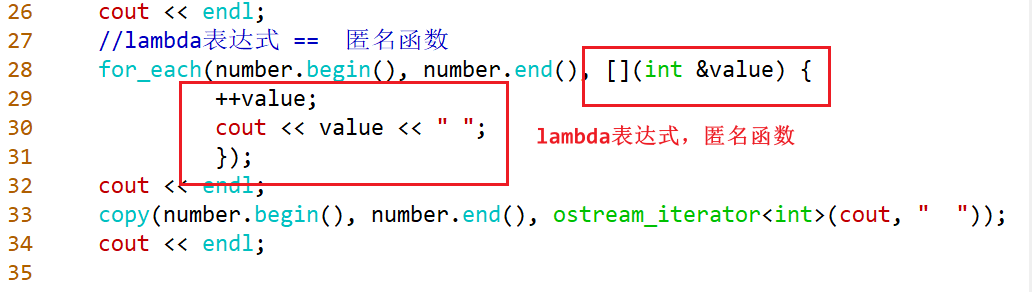 26 cout << endl;
27 //lambda表达式 == 匿名函数
28 for_each(number.begin(), number.end(), [](int &value) {
29 ++value;
30 cout << value << " ";
lambda表达式，匿名函数
31 });
32 cout << endl;
33 copy(number.begin(), number.end(), ostream_iterator<int>(cout, "  "));
34 cout << endl;
35